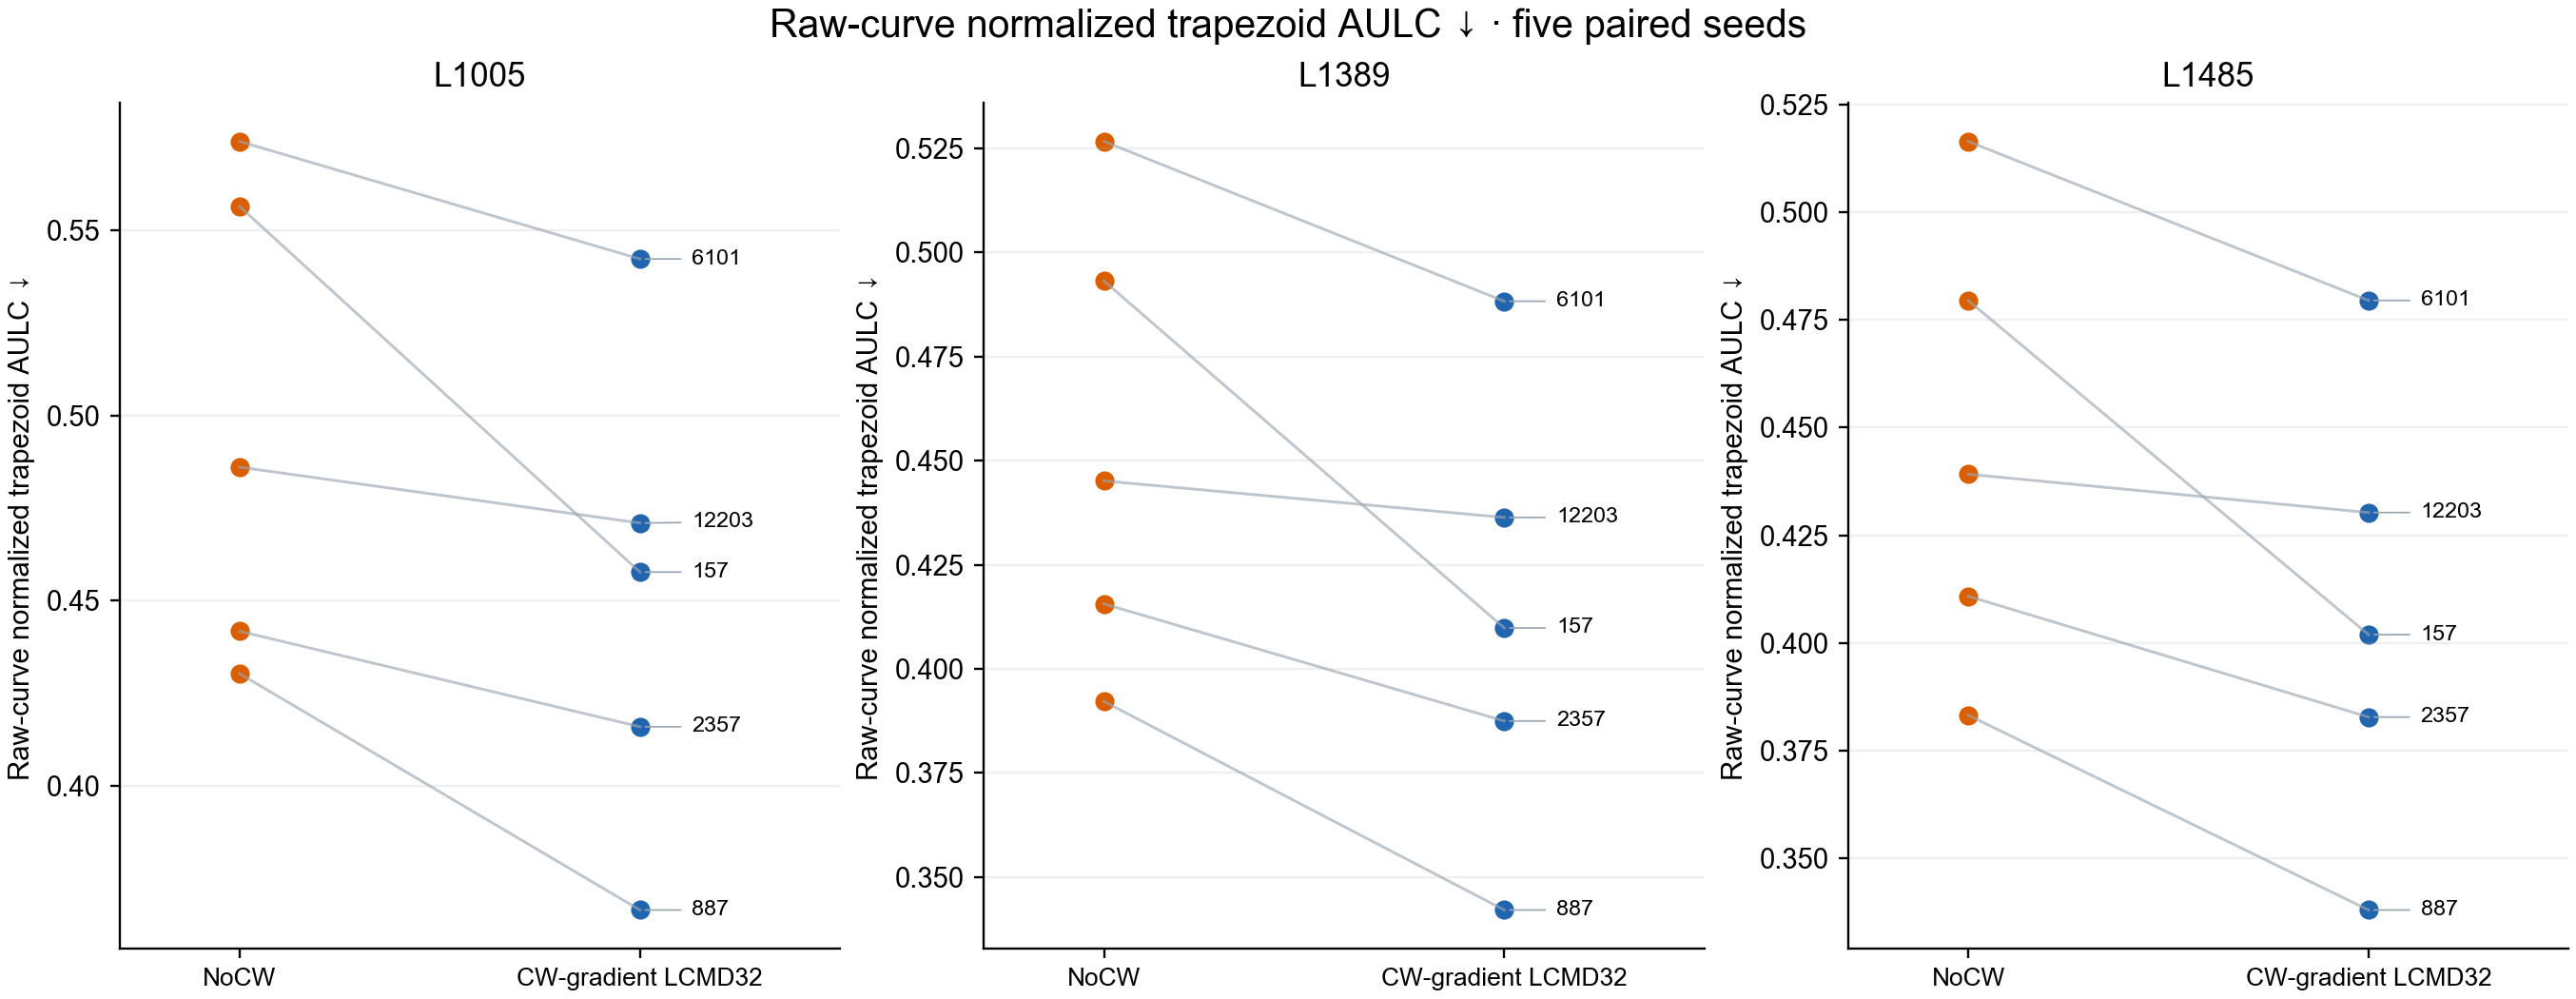 Raw-curve normalized trapezoid AULC ↓ · five paired seeds
L1005
Raw-curve normalized trapezoid AULC ↓
0.55
0.50
0.45
0.40
6101
12203
157
2357
887
NoCW
CW-gradient LCMD32
L1389
Raw-curve normalized trapezoid AULC ↓
0.525
0.500
0.475
0.450
0.425
0.400
0.375
0.350
6101
12203
157
2357
887
NoCW
CW-gradient LCMD32
L1485
Raw-curve normalized trapezoid AULC ↓
0.525
0.500
0.475
0.450
0.425
0.400
0.375
0.350
6101
12203
157
2357
887
NoCW
CW-gradient LCMD32